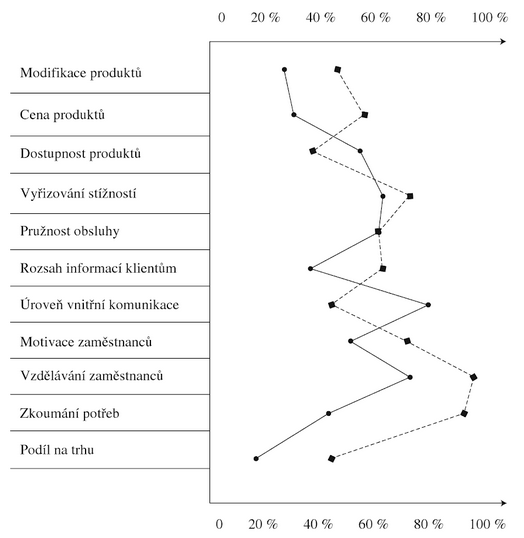 0 20 % 40 % 60 % 80 % 100 %
Modifikace produktů
Cena produktů
Dostupnost produktů
Vyřizování stížností
Pružnost obsluhy
Rozsah informací klientům
Úroveň vnitřní komunikace
Motivace zaměstnanců
Vzdělávání zaměstnanců
Zkoumání potřeb
Podíl na trhu
0 20 % 40 % 60 % 80 % 100 %